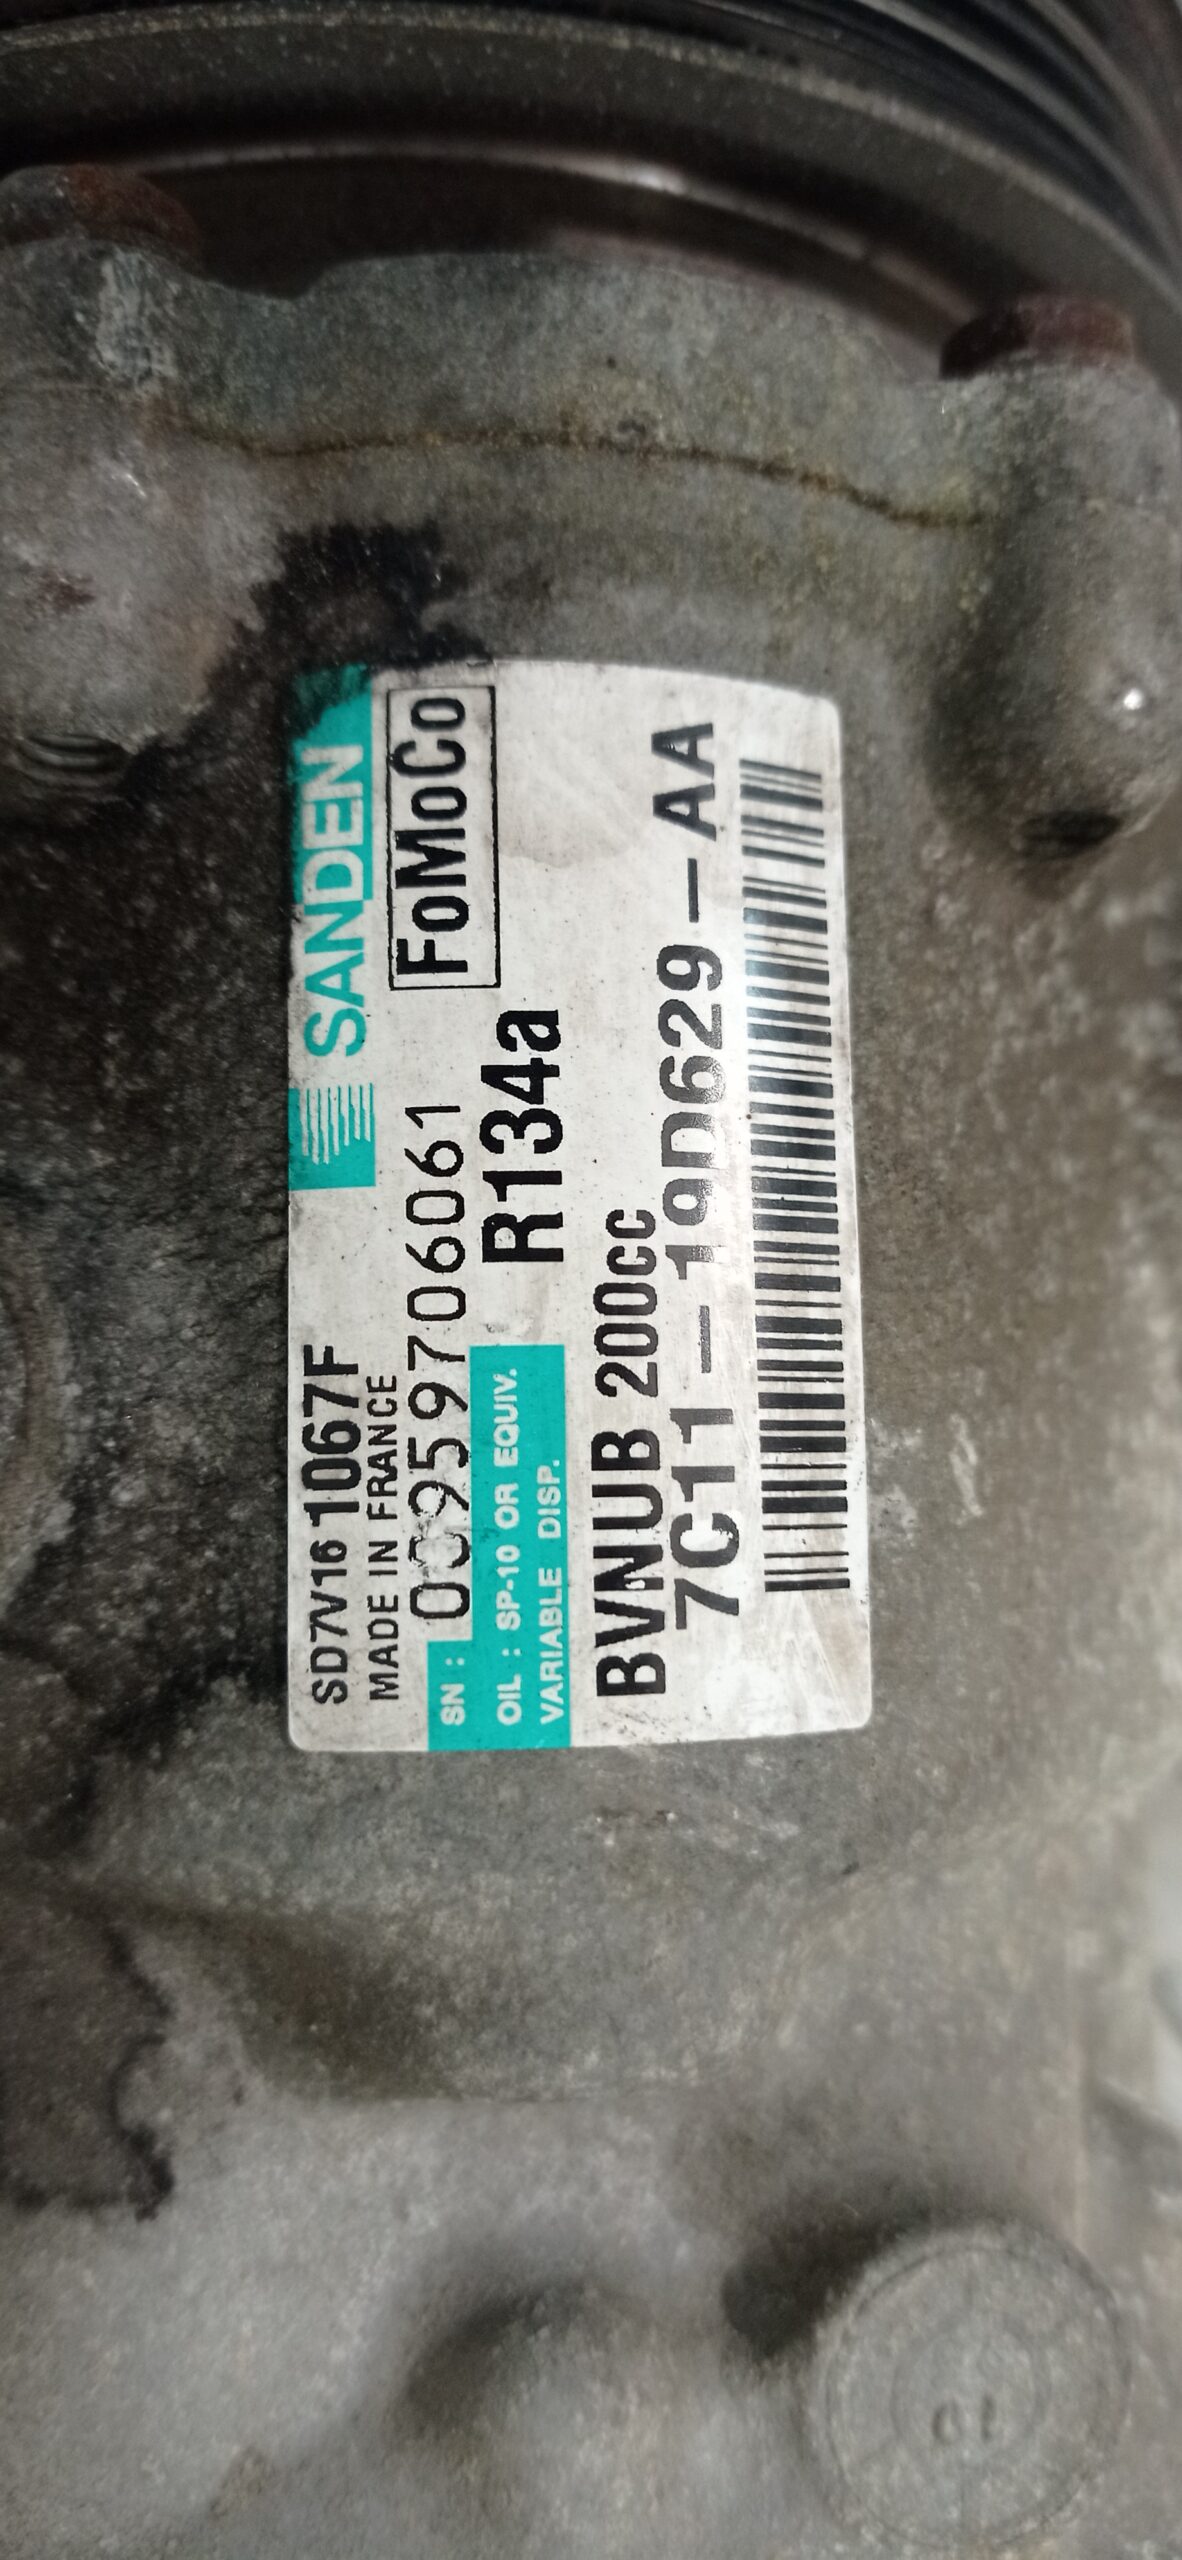 SD7V16 1067F
SANDEN
MADE IN FRANCE
FoMoCo
SN :
OIL : SP-10 OR EQUIV.
VARIABLE DISP.
R134a
BVNUB 200cc
7C11-19D629-AA